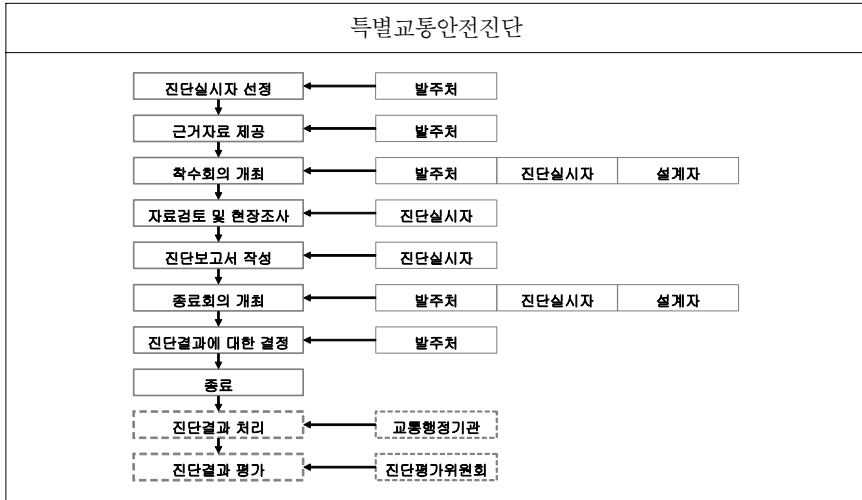 특별교통안전진단
진단실시자 선정 발주처
근거자료 제공 발주처
착수회의 개최 발주처 진단실시자 설계자
자료검토 및 현장조사 진단실시자
진단보고서 작성 진단실시자
종료회의 개최 발주처 진단실시자 설계자
진단결과에 대한 결정 발주처
종료
진단결과 처리 교통행정기관
진단결과 평가 진단평가위원회